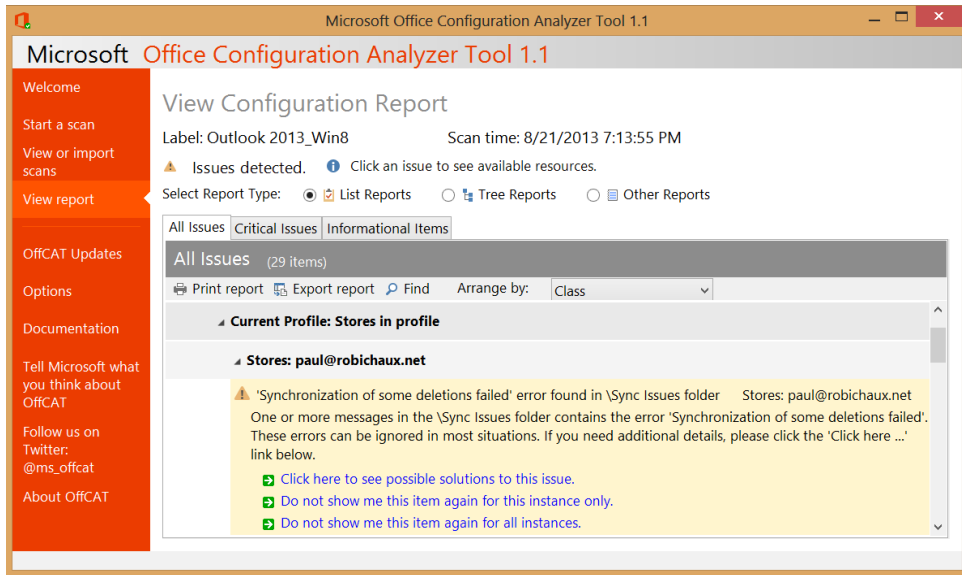 Microsoft Office Configuration Analyzer Tool 1.1
Microsoft Office Configuration Analyzer Tool 1.1
Welcome
Start a scan
View or import
scans
View report
OffCAT Updates
Options
Documentation
Tell Microsoft what
you think about
OffCAT
Follow us on
Twitter:
@ms_offcat
About OffCAT
View Configuration Report
Label: Outlook 2013_Win8 Scan time: 8/21/2013 7:13:55 PM
Issues detected. Click an issue to see available resources.
Select Report Type: List Reports Tree Reports Other Reports
All Issues Critical Issues Informational Items
All Issues (29 items)
Print report Export report Find Arrange by: Class
Current Profile: Stores in profile
Stores: paul@robichaux.net
'Synchronization of some deletions failed' error found in \Sync Issues folder Stores: paul@robichaux.net
One or more messages in the \Sync Issues folder contains the error 'Synchronization of some deletions failed'.
These errors can be ignored in most situations. If you need additional details, please click the 'Click here ...'
link below.
Click here to see possible solutions to this issue.
Do not show me this item again for this instance only.
Do not show me this item again for all instances.